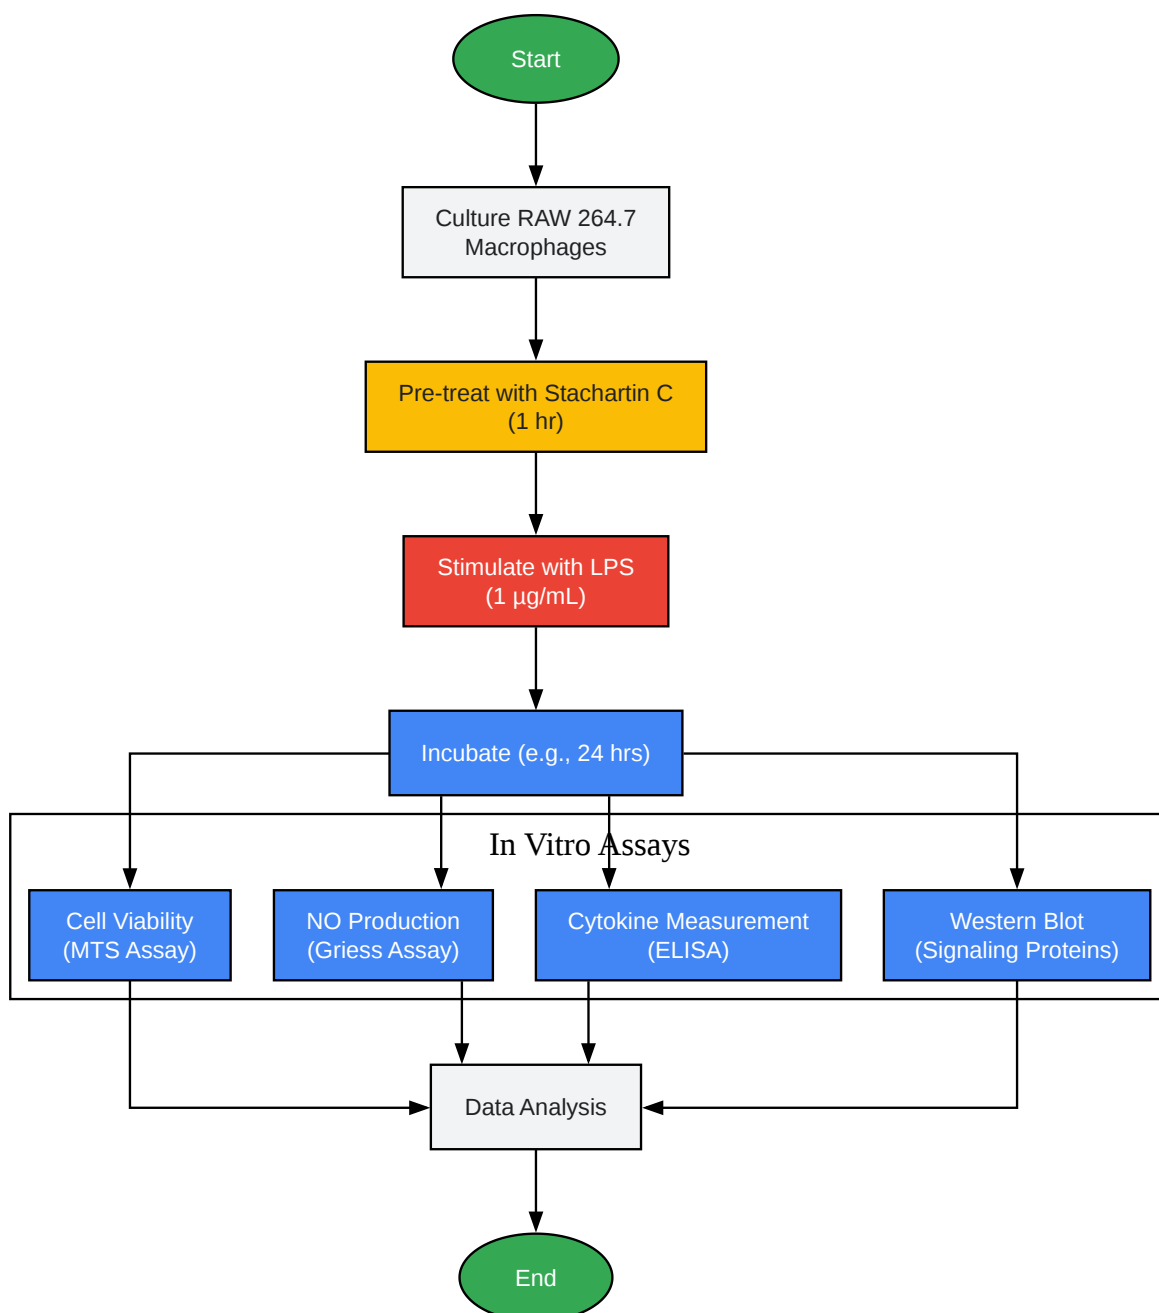 Start
Culture RAW 264.7
Macrophages
Pre-treat with Stachartin C
(1 hr)
Stimulate with LPS
(1 µg/mL)
Incubate (e.g., 24 hrs)
In Vitro Assays
Cell Viability
(MTS Assay)
NO Production
(Griess Assay)
Cytokine Measurement
(ELISA)
Western Blot
(Signaling Proteins)
Data Analysis
End